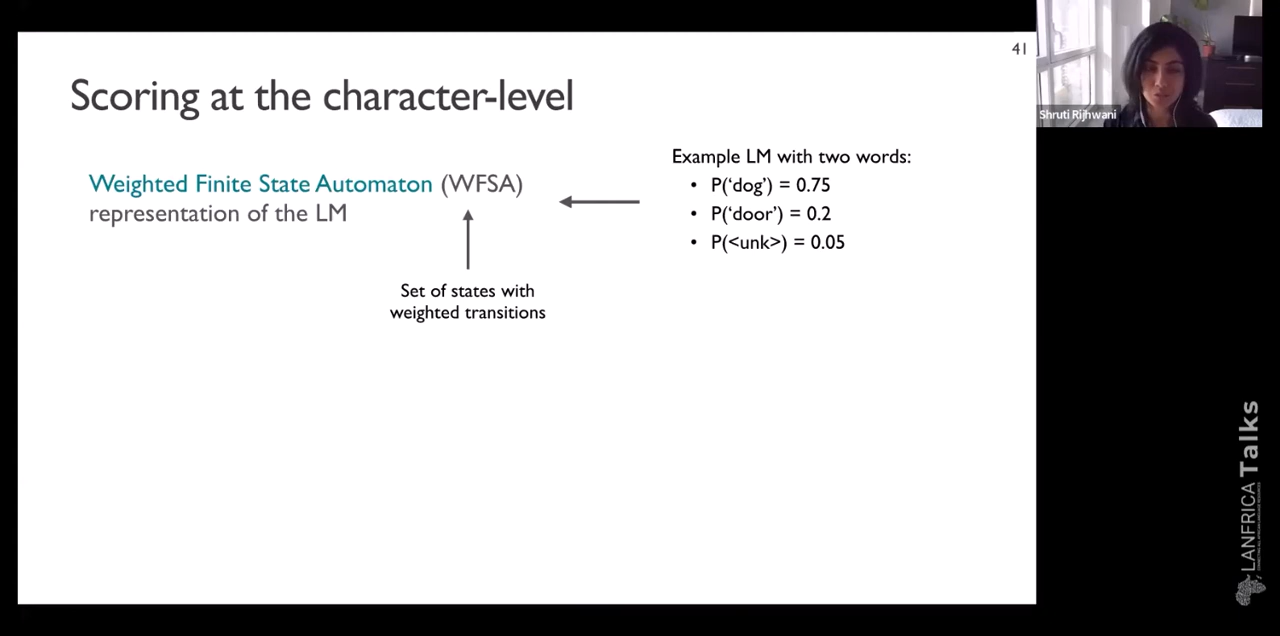 41
Scoring at the character-level
Shruti Rijhwani
Weighted Finite State Automaton (WFSA)
representation of the LM
Set of states with
weighted transitions
Example LM with two words:
• P(‘dog’) = 0.75
• P(‘door’) = 0.2
• P(<unk>) = 0.05
LANFRICA Talks